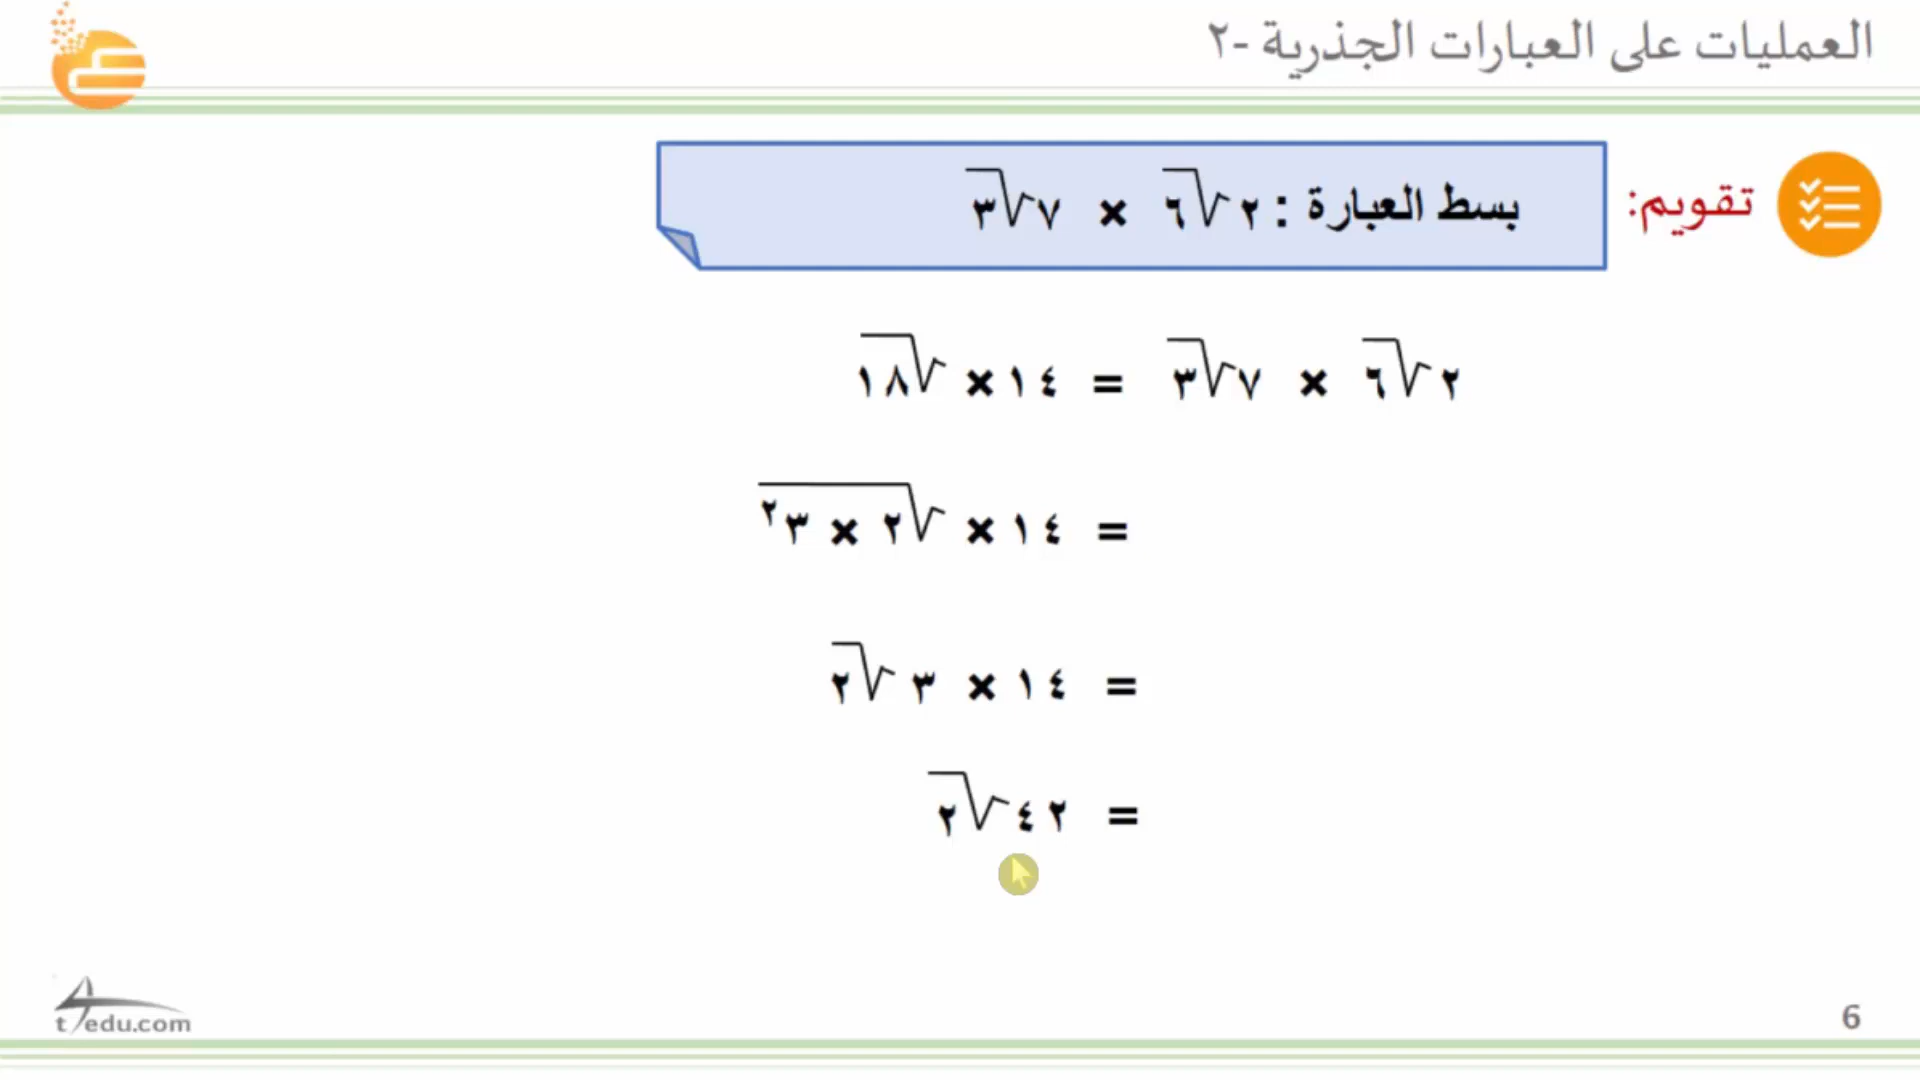 العمليات على العبارات الجذرية -٢
تقويم:
بسط العبارة : ٢√٦ × ٧√٣
٢√٦ × ٧√٣ = ١٤ × √١٨
= ١٤ × √(٢ × ٣²)
= ١٤ × ٣√٢
= ٤٢√٢
t4edu.com
6